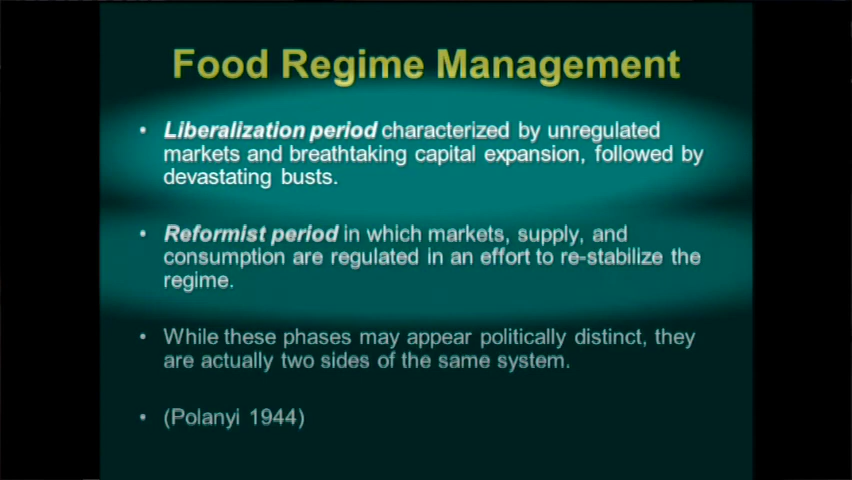 Food Regime Management
• Liberalization period characterized by unregulated
markets and breathtaking capital expansion, followed by
devastating busts.
• Reformist period in which markets, supply, and
consumption are regulated in an effort to re-stabilize the
regime.
• While these phases may appear politically distinct, they
are actually two sides of the same system.
• (Polanyi 1944)